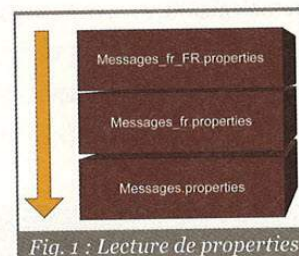 Messages_fr_FR.properties
Messages_fr.properties
Messages.properties
Fig. 1 : Lecture de properties